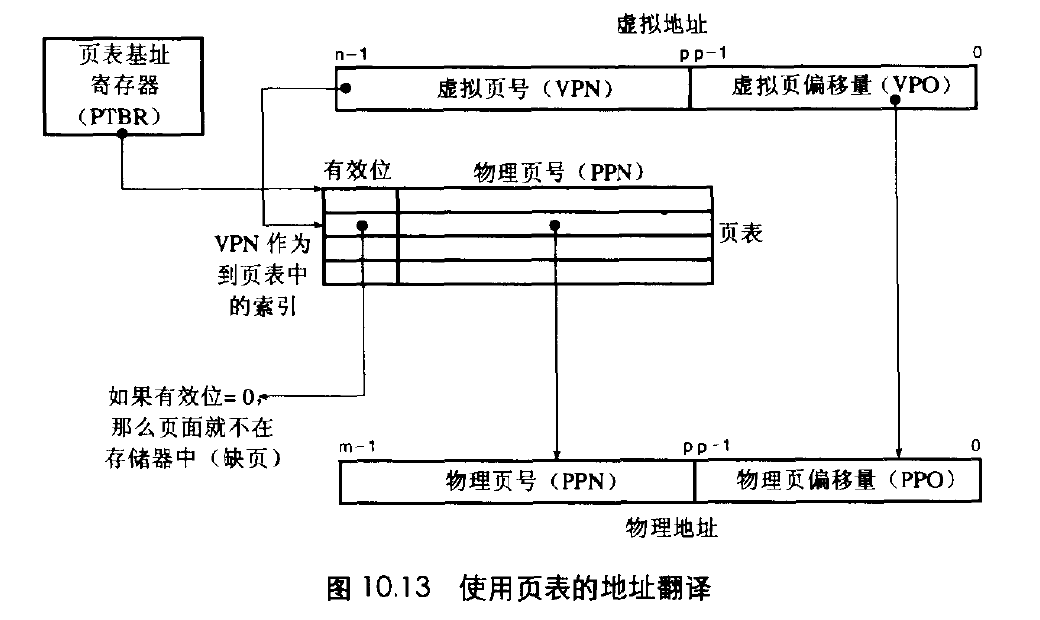 虚拟地址
页表基址
寄存器
(PTBR)
n-1
p p-1
0
虚拟页号（VPN）
虚拟页偏移量（VPO）
有效位
物理页号（PPN）
页表
VPN 作为
到页表中
的索引
如果有效位= 0，
那么页面就不在
存储器中（缺页）
m-1
p p-1
0
物理页号（PPN）
物理页偏移量（PPO）
物理地址
图 10.13 使用页表的地址翻译